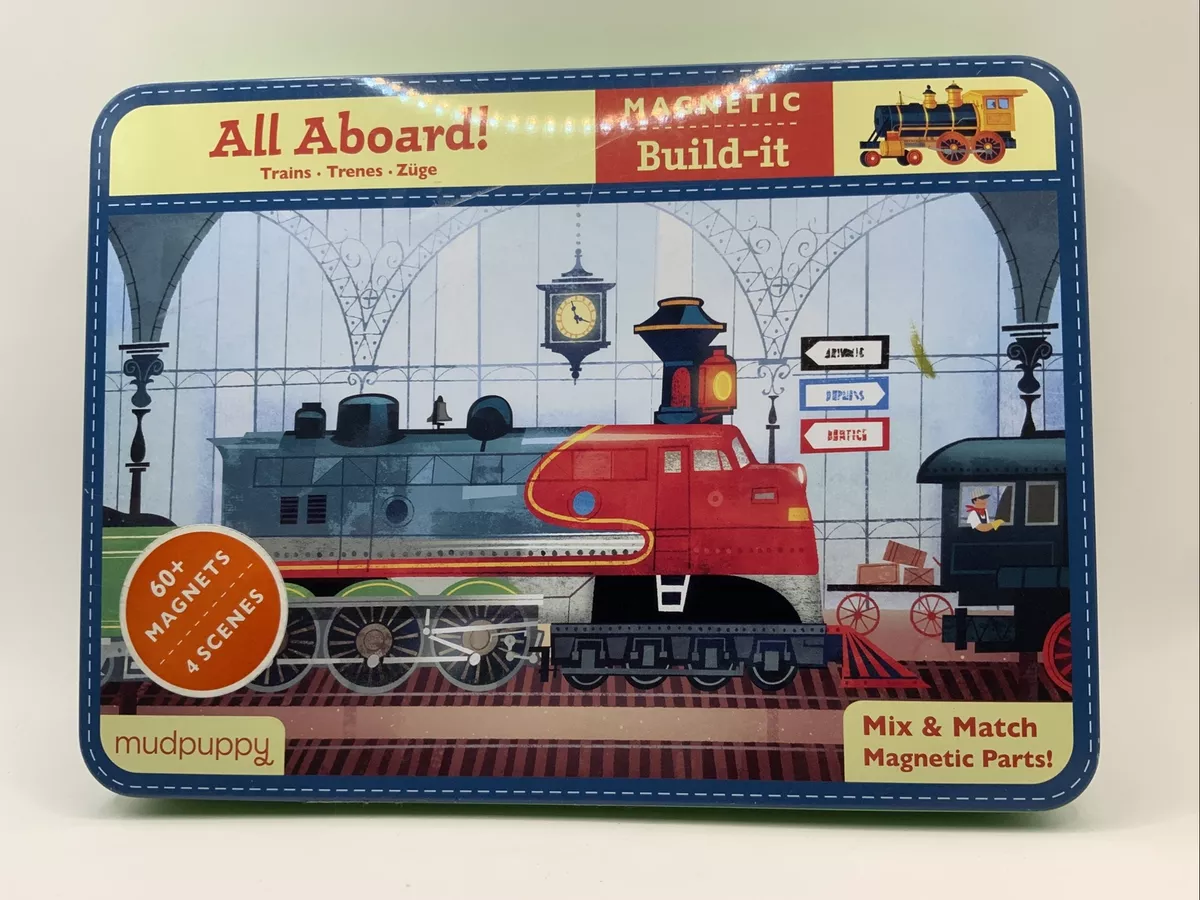 All Aboard!
Trains · Trenes · Züge
MAGNETIC
Build-it
60+
MAGNETS
4 SCENES
mudpuppy
Mix & Match
Magnetic Parts!